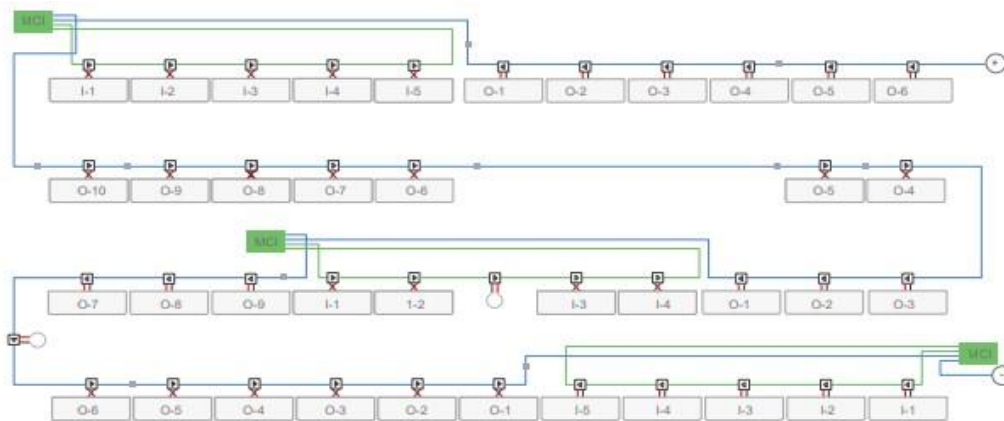 MCI
I-1 I-2 I-3 I-4 I-5 O-1 O-2 O-3 O-4 O-5 O-6
O-10 O-9 O-8 O-7 O-6 O-5 O-4
MCI
O-7 O-8 O-9 I-1 1-2 I-3 I-4 O-1 O-2 O-3
MCI
O-6 O-5 O-4 O-3 O-2 O-1 I-5 I-4 I-3 I-2 I-1